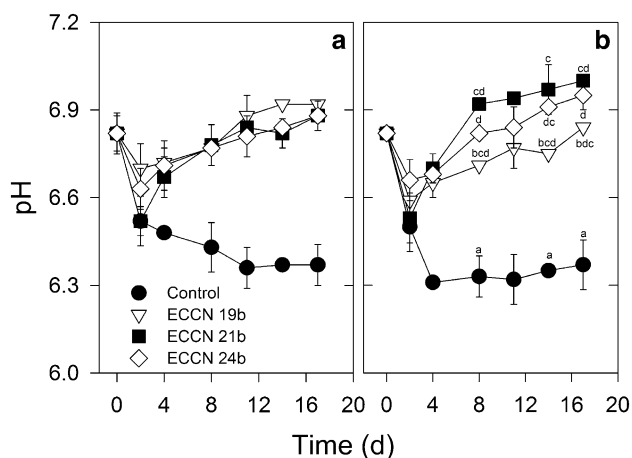 a
b
7.2
6.9
6.6
6.3
6.0
pH
Control
ECCN 19b
ECCN 21b
ECCN 24b
cd
c
cd
d
dc
d
bcd
bcd
bdc
a
a
a
0 4 8 12 16 20
0 4 8 12 16 20
Time (d)